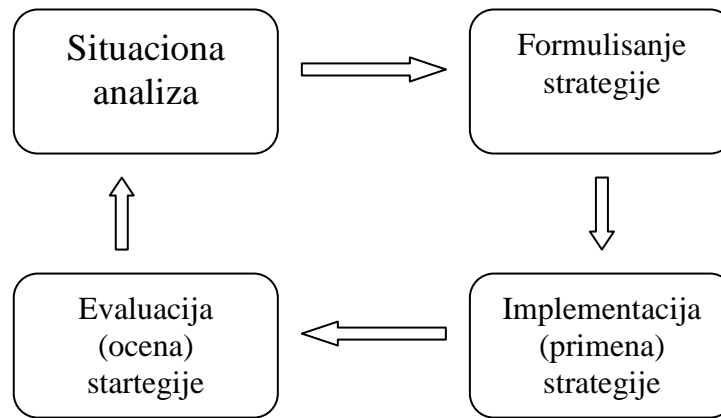 Situaciona
analiza
Formulisanje
strategije
Evaluacija
(ocena)
startegije
Implementacija
(primena)
strategije